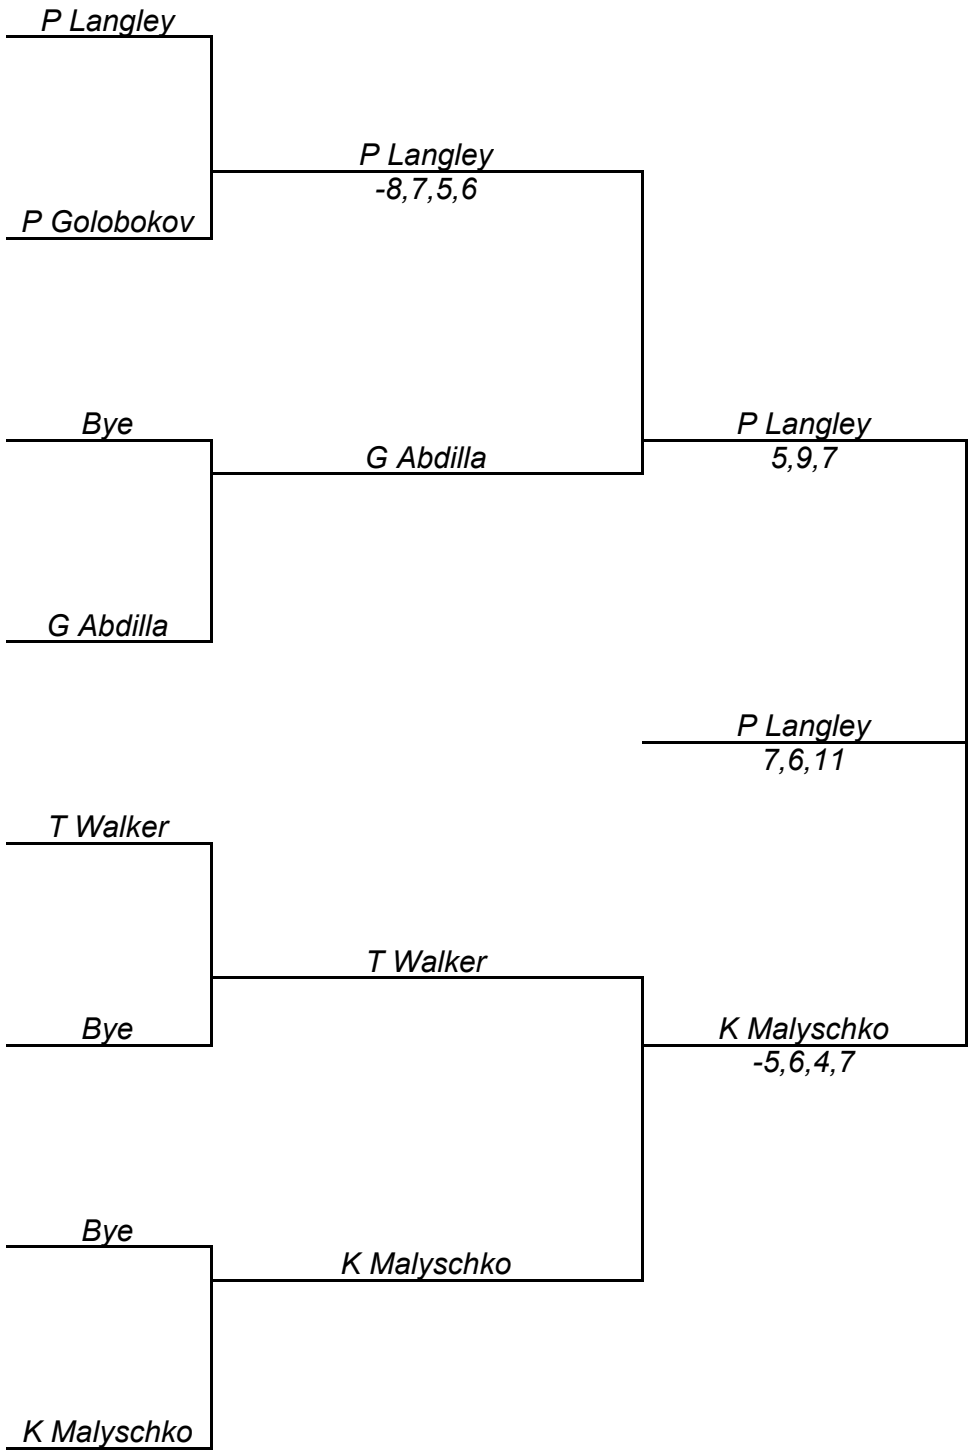 P Langley
P Langley
-8,7,5,6
P Golobokov
Bye
P Langley
G Abdilla
5,9,7
G Abdilla
P Langley
7,6,11
T Walker
T Walker
Bye
K Malyschko
-5,6,4,7
Bye
K Malyschko
K Malyschko